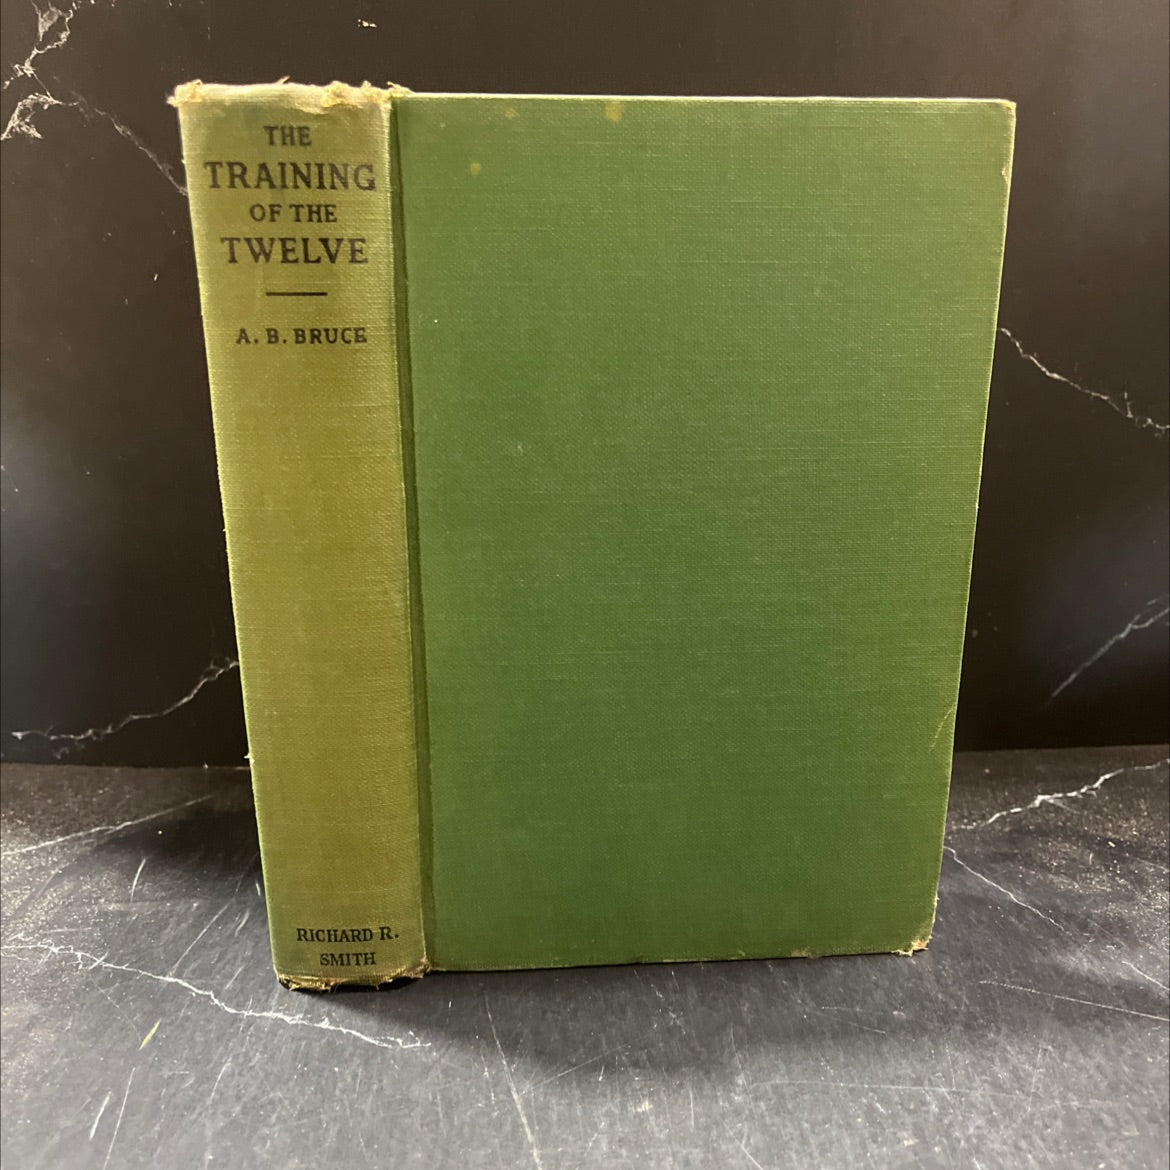 THE
TRAINING
OF THE
TWELVE
A. B. BRUCE
RICHARD R.
SMITH